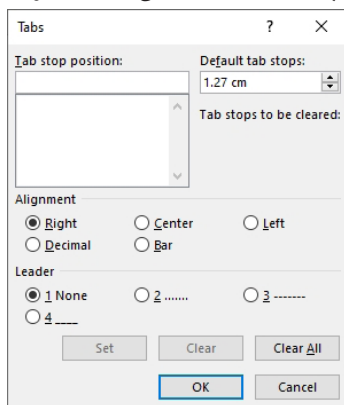 Tabs ? ×
Tab stop position: Default tab stops:
1.27 cm
Tab stops to be cleared:
Alignment
Right Center Left
Decimal Bar
Leader
1 None 2 ....... 3 -------
4 ____
Set Clear Clear All
OK Cancel